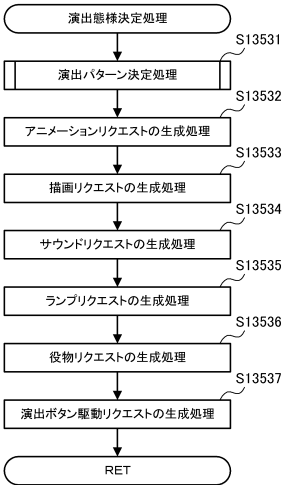 演出態様決定処理
S13531
演出パターン決定処理
S13532
アニメーションリクエストの生成処理
S13533
描画リクエストの生成処理
S13534
サウンドリクエストの生成処理
S13535
ランプリクエストの生成処理
S13536
役物リクエストの生成処理
S13537
演出ボタン駆動リクエストの生成処理
RET